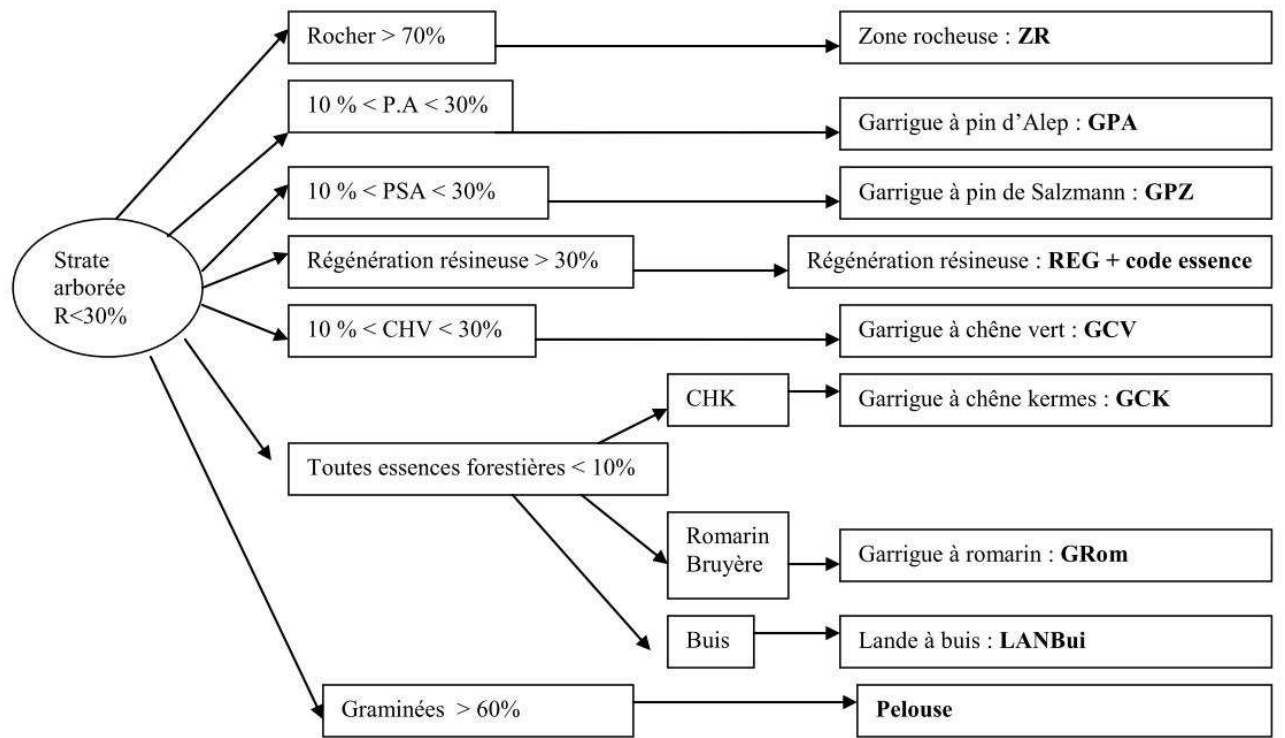 Rocher > 70%
Zone rocheuse : ZR
10 % < P.A < 30%
Garrigue à pin d’Alep : GPA
10 % < PSA < 30%
Garrigue à pin de Salzmann : GPZ
Strate
arborée
R<30%
Régénération résineuse > 30%
Régénération résineuse : REG + code essence
10 % < CHV < 30%
Garrigue à chêne vert : GCV
CHK
Garrigue à chêne kermes : GCK
Toutes essences forestières < 10%
Romarin
Bruyère
Garrigue à romarin : GRom
Buis
Lande à buis : LANBui
Graminées > 60%
Pelouse